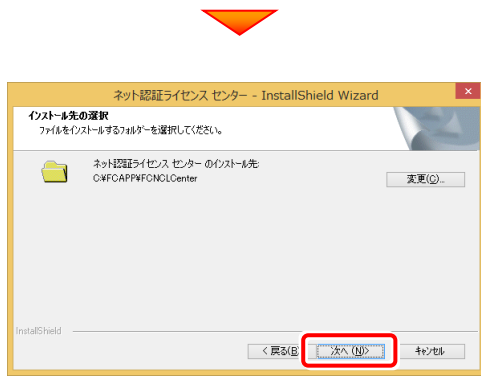 ネット認証ライセンス センター - InstallShield Wizard
インストール先の選択
ファイルをインストールするフォルダーを選択してください。
ネット認証ライセンス センター のインストール先:
C:¥FCAPP¥FCNCLCenter
変更(C)...
InstallShield
< 戻る(B)
次へ (N)>
キャンセル